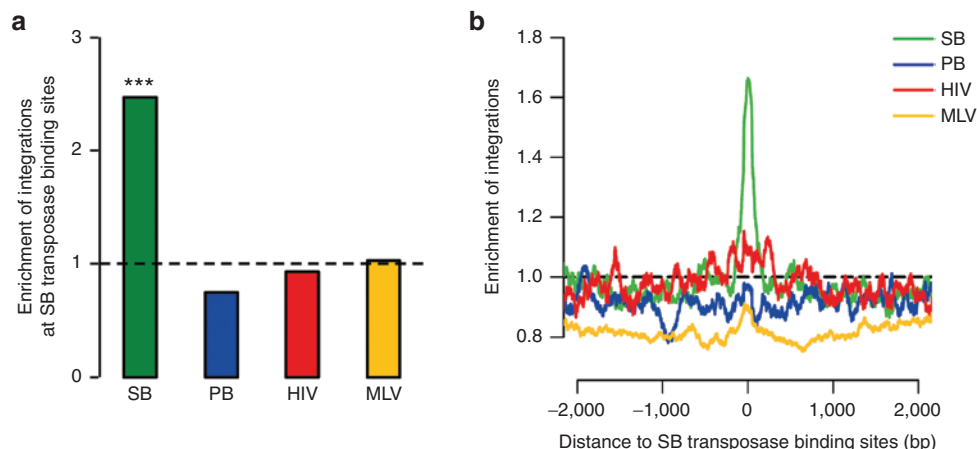 a
Enrichment of integrations
at SB transposase binding sites
3
2
1
0
***
SB
PB
HIV
MLV
b
Enrichment of integrations
1.8
1.6
1.4
1.2
1.0
0.8
SB
PB
HIV
MLV
−2,000
−1,000
0
1,000
2,000
Distance to SB transposase binding sites (bp)